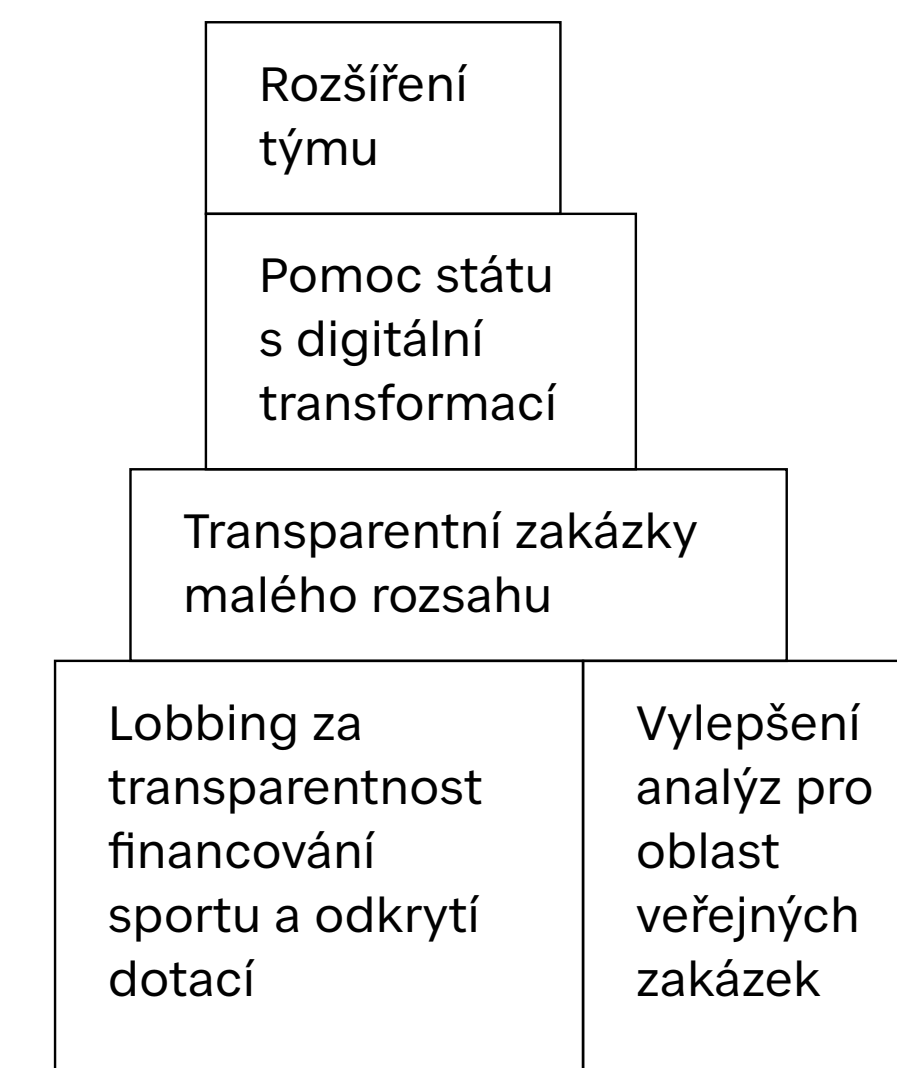 Rozšíření
týmu
Pomoc státu
s digitální
transformací
Transparentní zakázky
malého rozsahu
Lobbing za
transparentnost
financování
sportu a odkrytí
dotací
Vylepšení
analýz pro
oblast
veřejných
zakázek